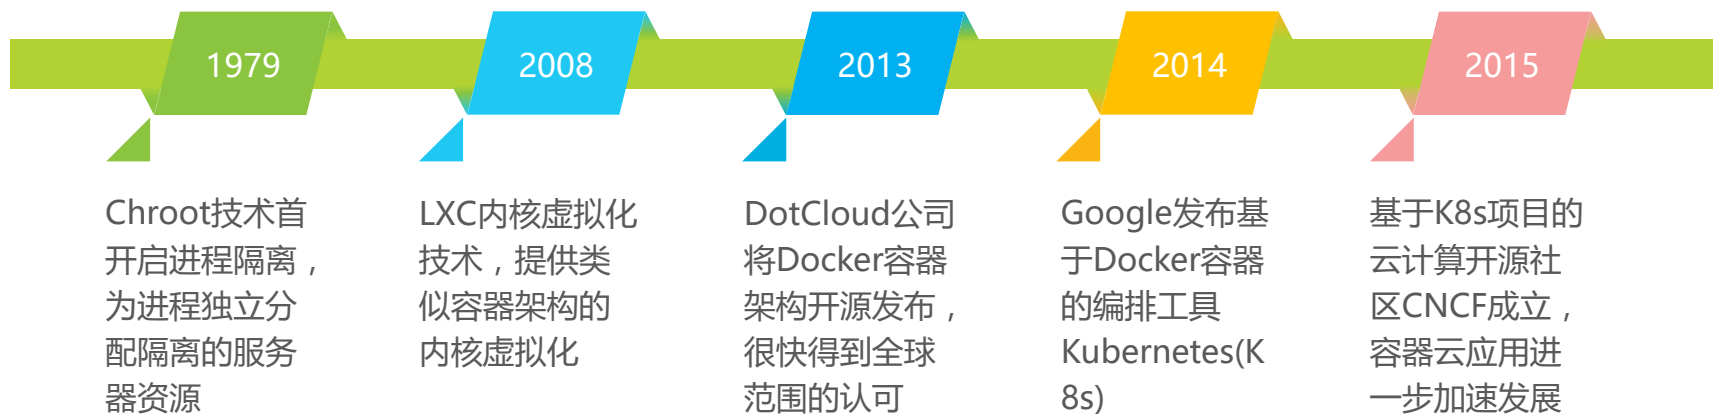 1979
2008
2013
2014
2015
Chroot技术首
开启进程隔离，
为进程独立分
配隔离的服务
器资源
LXC内核虚拟化
技术，提供类
似容器架构的
内核虚拟化
DotCloud公司
将Docker容器
架构开源发布，
很快得到全球
范围的认可
Google发布基
于Docker容器
的编排工具
Kubernetes(K
8s)
基于K8s项目的
云计算开源社
区CNCF成立，
容器云应用进
一步加速发展